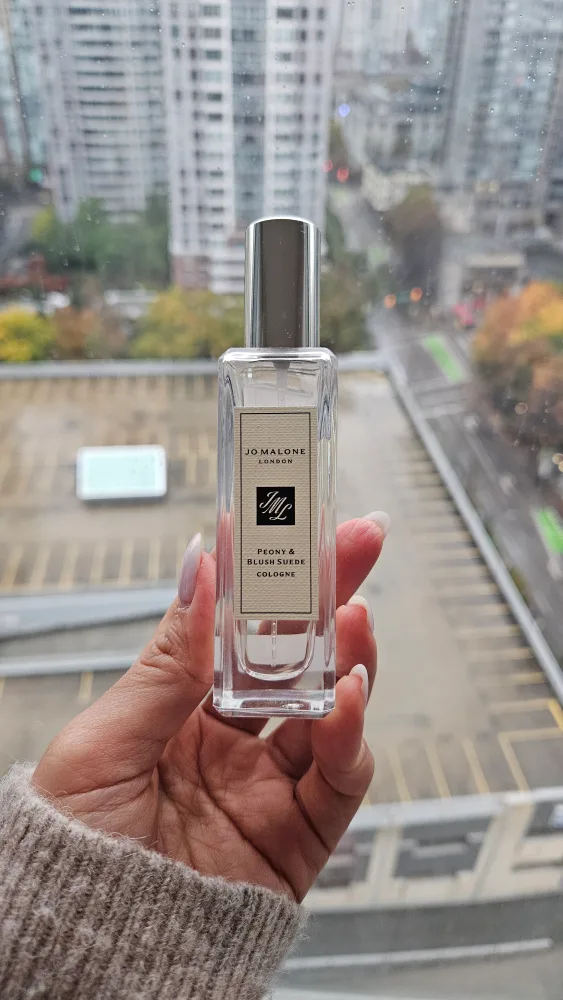 JO MALONE
LONDON
JML
PEONY &
BLUSH SUEDE
COLOGNE